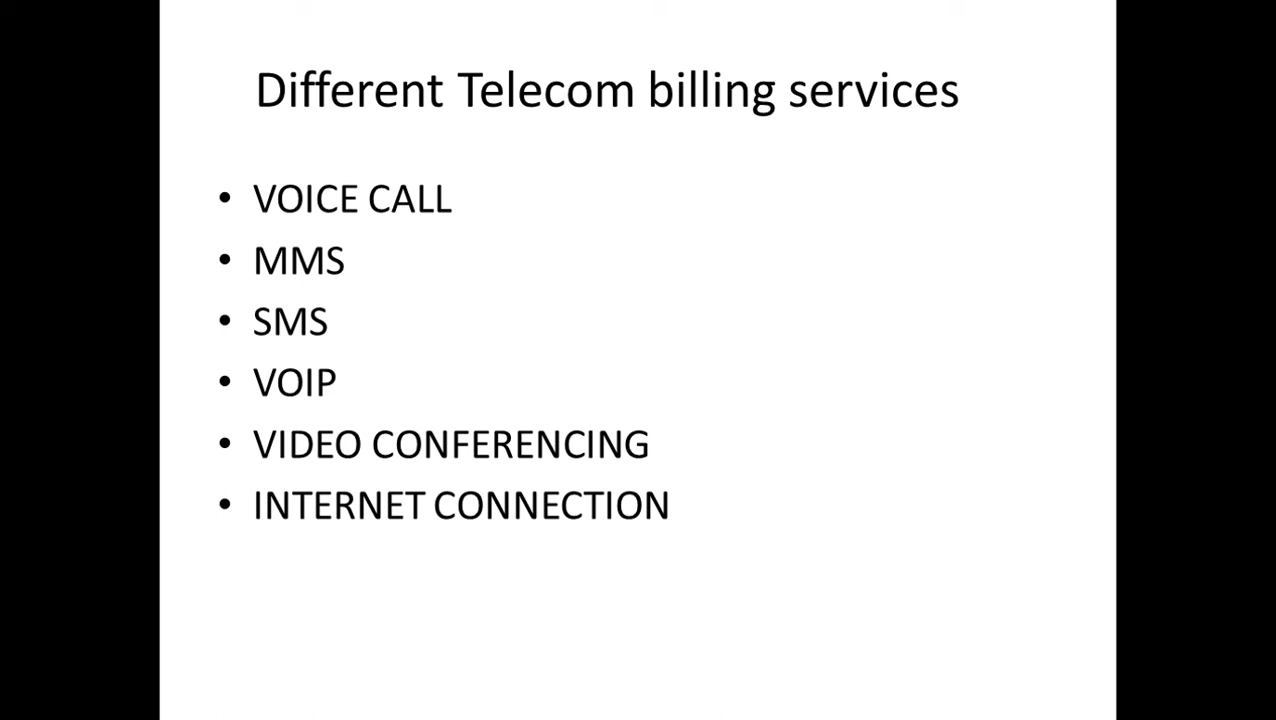 Different Telecom billing services
• VOICE CALL
• MMS
• SMS
• VOIP
• VIDEO CONFERENCING
• INTERNET CONNECTION